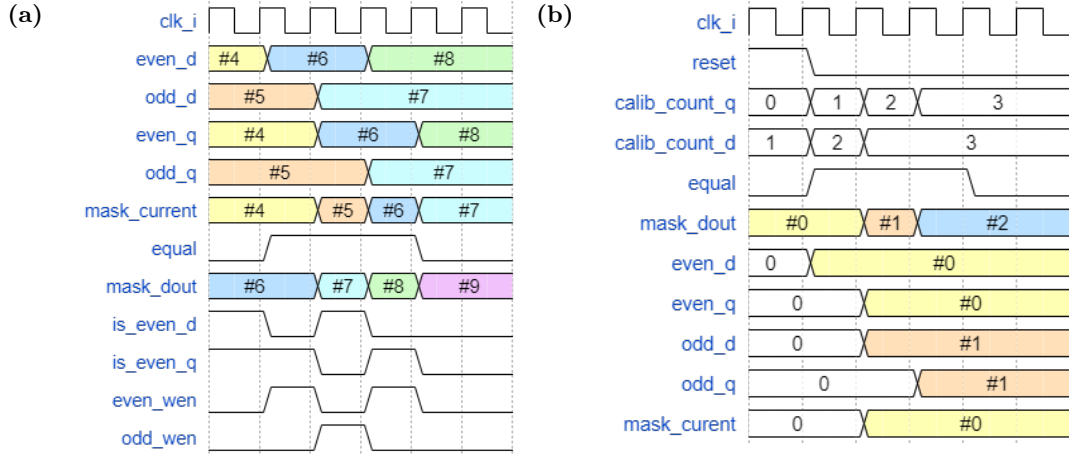 (a)
clk_i
even_d #4 #6 #8
odd_d #5 #7
even_q #4 #6 #8
odd_q #5 #7
mask_current #4 #5 #6 #7
equal
mask_dout #6 #7 #8 #9
is_even_d
is_even_q
even_wen
odd_wen
(b)
clk_i
reset
calib_count_q 0 1 2 3
calib_count_d 1 2 3
equal
mask_dout #0 #1 #2
even_d 0 #0
even_q 0 #0
odd_d 0 #1
odd_q 0 #1
mask_curent 0 #0